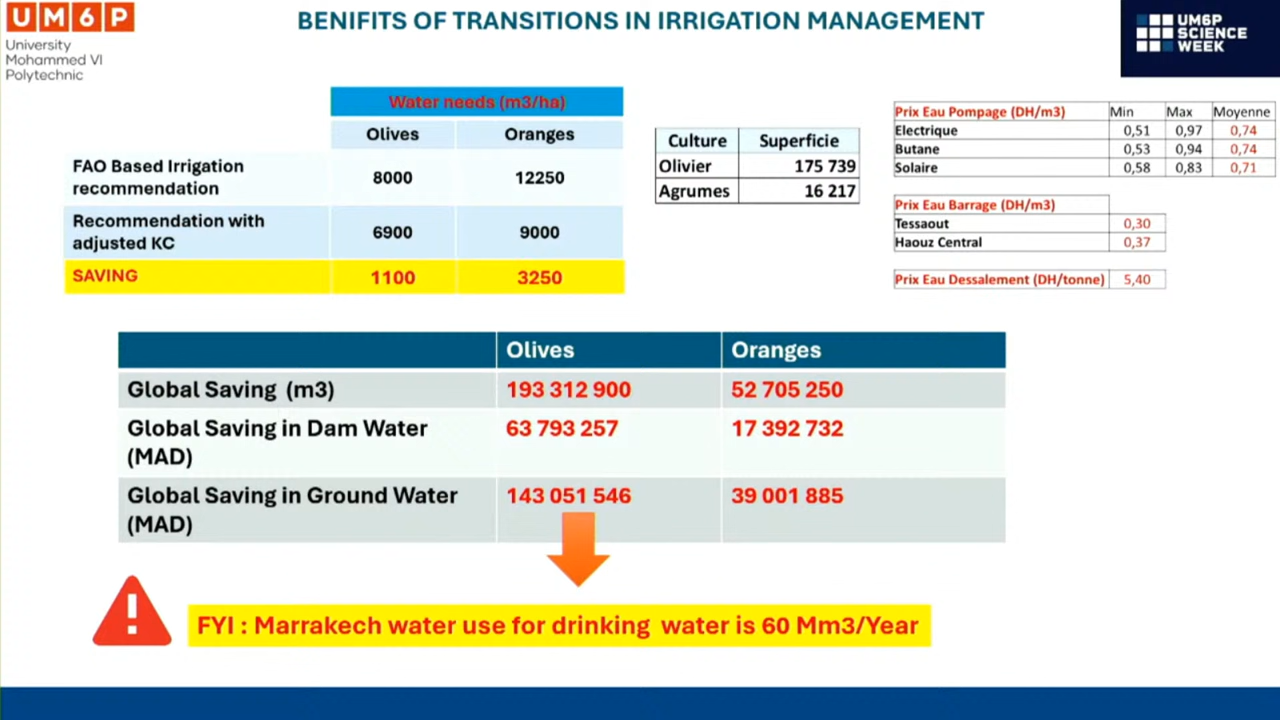 UM6P
University
Mohammed VI
Polytechnic
BENIFITS OF TRANSITIONS IN IRRIGATION MANAGEMENT
UM6P
SCIENCE
WEEK
Water needs (m3/ha)
Olives Oranges
FAO Based Irrigation
recommendation
8000 12250
Recommendation with
adjusted KC
6900 9000
SAVING 1100 3250
Culture Superficie
Olivier 175 739
Agrumes 16 217
Prix Eau Pompage (DH/m3) Min Max Moyenne
Electrique 0,51 0,97 0,74
Butane 0,53 0,94 0,74
Solaire 0,58 0,83 0,71
Prix Eau Barrage (DH/m3)
Tessaout 0,30
Haouz Central 0,37
Prix Eau Dessalement (DH/tonne) 5,40
Olives Oranges
Global Saving (m3) 193 312 900 52 705 250
Global Saving in Dam Water
(MAD)
63 793 257 17 392 732
Global Saving in Ground Water
(MAD)
143 051 546 39 001 885
FYI : Marrakech water use for drinking water is 60 Mm3/Year